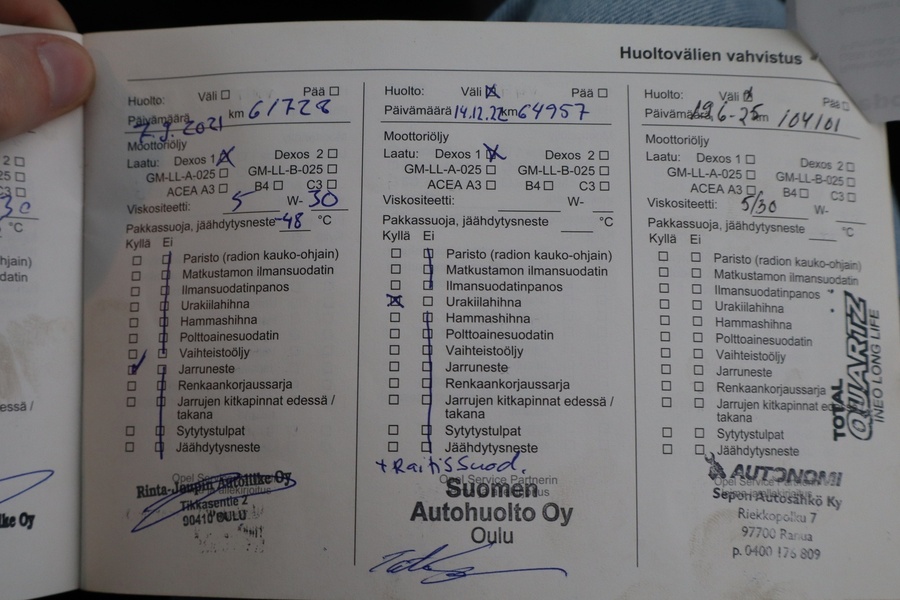 Huoltovälien vahvistus
Huolto: Väli Pää
Päivämäärä 7.9.2021 km 61728
Moottoriöljy
Laatu: Dexos 1 Dexos 2
GM-LL-A-025 GM-LL-B-025
ACEA A3 B4 C3
Viskositeetti: 5 W- 30
Pakkassuoja, jäähdytysneste -48 °C
Kyllä Ei
Paristo (radion kauko-ohjain)
Matkustamon ilmansuodatin
Ilmansuodatinpanos
Urakiilahihna
Hammashihna
Polttoainesuodatin
Vaihteistoöljy
Jarruneste
Renkaankorjaussarja
Jarrujen kitkapinnat edessä /
takana
Sytytystulpat
Jäähdytysneste
Rinta-Joupin Autoliike Oy
Tikkasentie 2
90410 OULU
Huolto: Väli Pää
Päivämäärä 14.12.22 km 64957
Moottoriöljy
Laatu: Dexos 1 Dexos 2
GM-LL-A-025 GM-LL-B-025
ACEA A3 B4 C3
Viskositeetti: W-
Pakkassuoja, jäähdytysneste °C
Kyllä Ei
Paristo (radion kauko-ohjain)
Matkustamon ilmansuodatin
Ilmansuodatinpanos
Urakiilahihna
Hammashihna
Polttoainesuodatin
Vaihteistoöljy
Jarruneste
Renkaankorjaussarja
Jarrujen kitkapinnat edessä /
takana
Sytytystulpat
Jäähdytysneste
+ Raitissuod.
Opel Service Partnerin
Suomen
Autohuolto Oy
Oulu
Huolto: Väli Pää
Päivämäärä 19.6-25 km 104101
Moottoriöljy
Laatu: Dexos 1 Dexos 2
GM-LL-A-025 GM-LL-B-025
ACEA A3 B4 C3
Viskositeetti: 5/30 W-
Pakkassuoja, jäähdytysneste °C
Kyllä Ei
Paristo (radion kauko-ohjain)
Matkustamon ilmansuodatin
Ilmansuodatinpanos
Urakiilahihna
Hammashihna
Polttoainesuodatin
Vaihteistoöljy
Jarruneste
Renkaankorjaussarja
Jarrujen kitkapinnat edessä /
takana
Sytytystulpat
Jäähdytysneste
TOTAL
QUARTZ
INEO LONG LIFE
AUTONOMI
Opel Service Partnerin
Sepon Autosähkö Ky
Riekkopolku 7
97700 Ranua
p. 0400 176 809